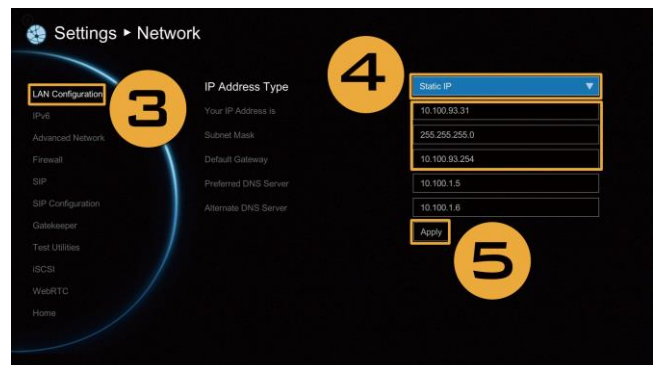 Settings ▸ Network
LAN Configuration
IPv6
Advanced Network
Firewall
SIP
SIP Configuration
Gatekeeper
Test Utilities
iSCSI
WebRTC
Home
3
IP Address Type
Static IP
Your IP Address is
10.100.93.31
Subnet Mask
255.255.255.0
Default Gateway
10.100.93.254
Preferred DNS Server
10.100.1.5
Alternate DNS Server
10.100.1.6
Apply
4
5